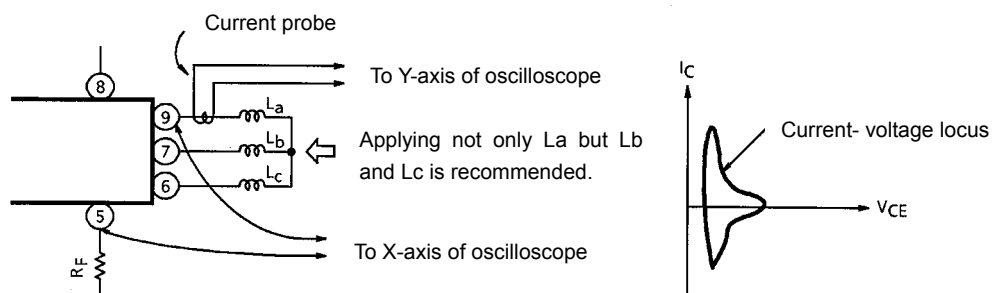 Current probe
To Y-axis of oscilloscope
8
9
La
7
Lb
6
Lc
Applying not only La but Lb
and Lc is recommended.
5
RF
To X-axis of oscilloscope
IC
Current- voltage locus
VCE